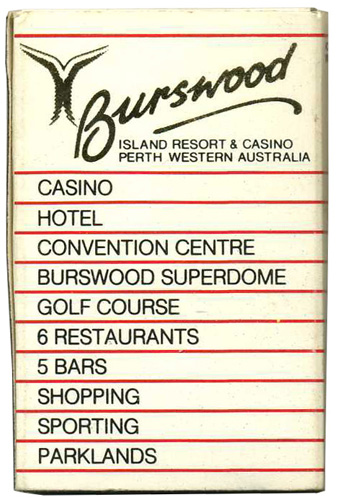 Burswood
ISLAND RESORT & CASINO
PERTH WESTERN AUSTRALIA
CASINO
HOTEL
CONVENTION CENTRE
BURSWOOD SUPERDOME
GOLF COURSE
6 RESTAURANTS
5 BARS
SHOPPING
SPORTING
PARKLANDS